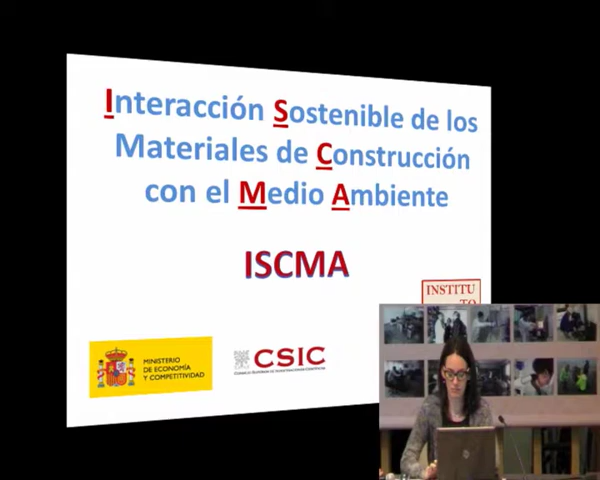 Interacción Sostenible de los
Materiales de Construcción
con el Medio Ambiente
ISCMA
INSTITU
TO
MINISTERIO
DE ECONOMÍA
Y COMPETITIVIDAD
CSIC